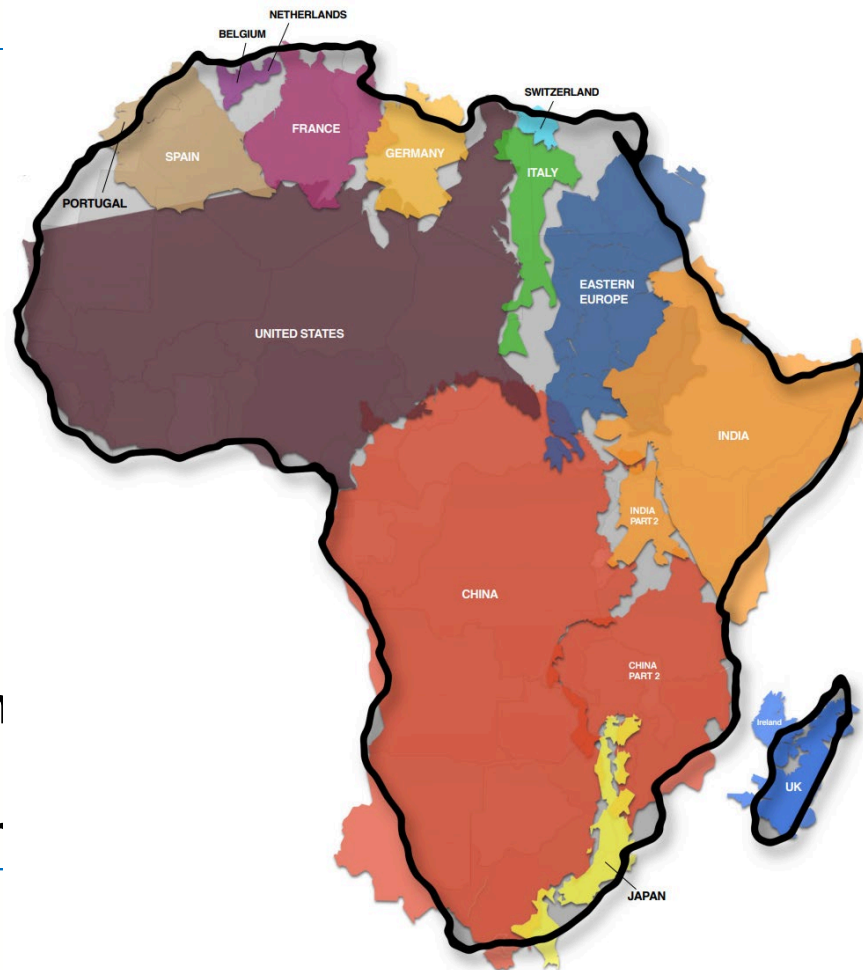 NETHERLANDS
BELGIUM
SWITZERLAND
FRANCE
GERMANY
SPAIN
ITALY
PORTUGAL
EASTERN
EUROPE
UNITED STATES
INDIA
INDIA
PART 2
CHINA
CHINA
PART 2
Ireland
UK
JAPAN